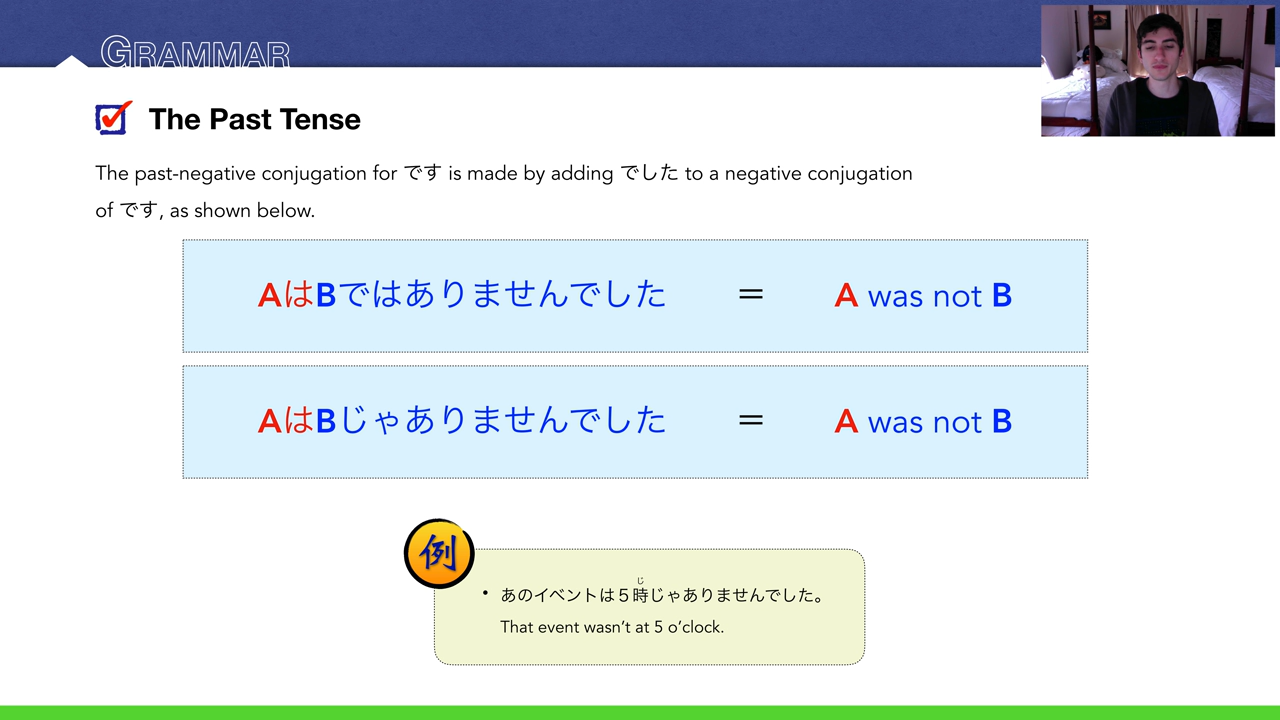 GRAMMAR
The Past Tense
The past-negative conjugation for です is made by adding でした to a negative conjugation
of です, as shown below.
AはBではありませんでした = A was not B
AはBじゃありませんでした = A was not B
例
じ
• あのイベントは５時じゃありませんでした。
That event wasn't at 5 o'clock.